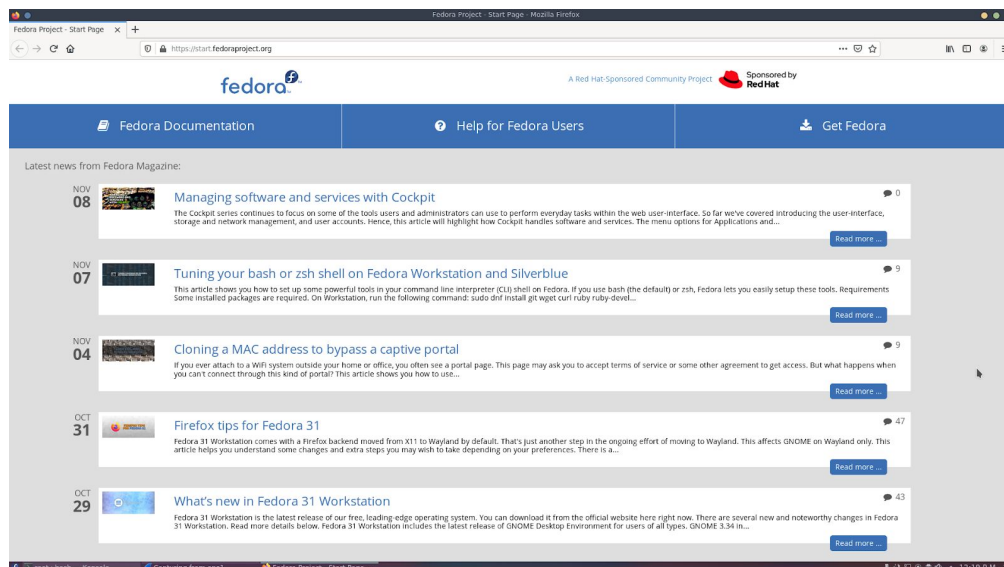 Fedora Project - Start Page - Mozilla Firefox
Fedora Project - Start Page
https://start.fedoraproject.org
fedora
A Red Hat-Sponsored Community Project
Sponsored by
Red Hat
Fedora Documentation
Help for Fedora Users
Get Fedora
Latest news from Fedora Magazine:
NOV
08
Managing software and services with Cockpit
0
The Cockpit series continues to focus on some of the tools users and administrators can use to perform everyday tasks within the web user-interface. So far we've covered introducing the user-interface,
storage and network management, and user accounts. Hence, this article will highlight how Cockpit handles software and services. The menu options for Applications and...
Read more ...
NOV
07
Tuning your bash or zsh shell on Fedora Workstation and Silverblue
9
This article shows you how to set up some powerful tools in your command line interpreter (CLI) shell on Fedora. If you use bash (the default) or zsh, Fedora lets you easily setup these tools. Requirements
Some installed packages are required. On Workstation, run the following command: sudo dnf install git wget curl ruby ruby-devel...
Read more ...
NOV
04
Cloning a MAC address to bypass a captive portal
9
If you ever attach to a WiFi system outside your home or office, you often see a portal page. This page may ask you to accept terms of service or some other agreement to get access. But what happens when
you can't connect through this kind of portal? This article shows you how to use...
Read more ...
OCT
31
Firefox tips for Fedora 31
47
Fedora 31 Workstation comes with a Firefox backend moved from X11 to Wayland by default. That's just another step in the ongoing effort of moving to Wayland. This affects GNOME on Wayland only. This
article helps you understand some changes and extra steps you may wish to take depending on your preferences. There is a...
Read more ...
OCT
29
What's new in Fedora 31 Workstation
43
Fedora 31 Workstation is the latest release of our free, leading-edge operating system. You can download it from the official website here right now. There are several new and noteworthy changes in Fedora
31 Workstation. Read more details below. Fedora 31 Workstation includes the latest release of GNOME Desktop Environment for users of all types. GNOME 3.34 in...
Read more ...